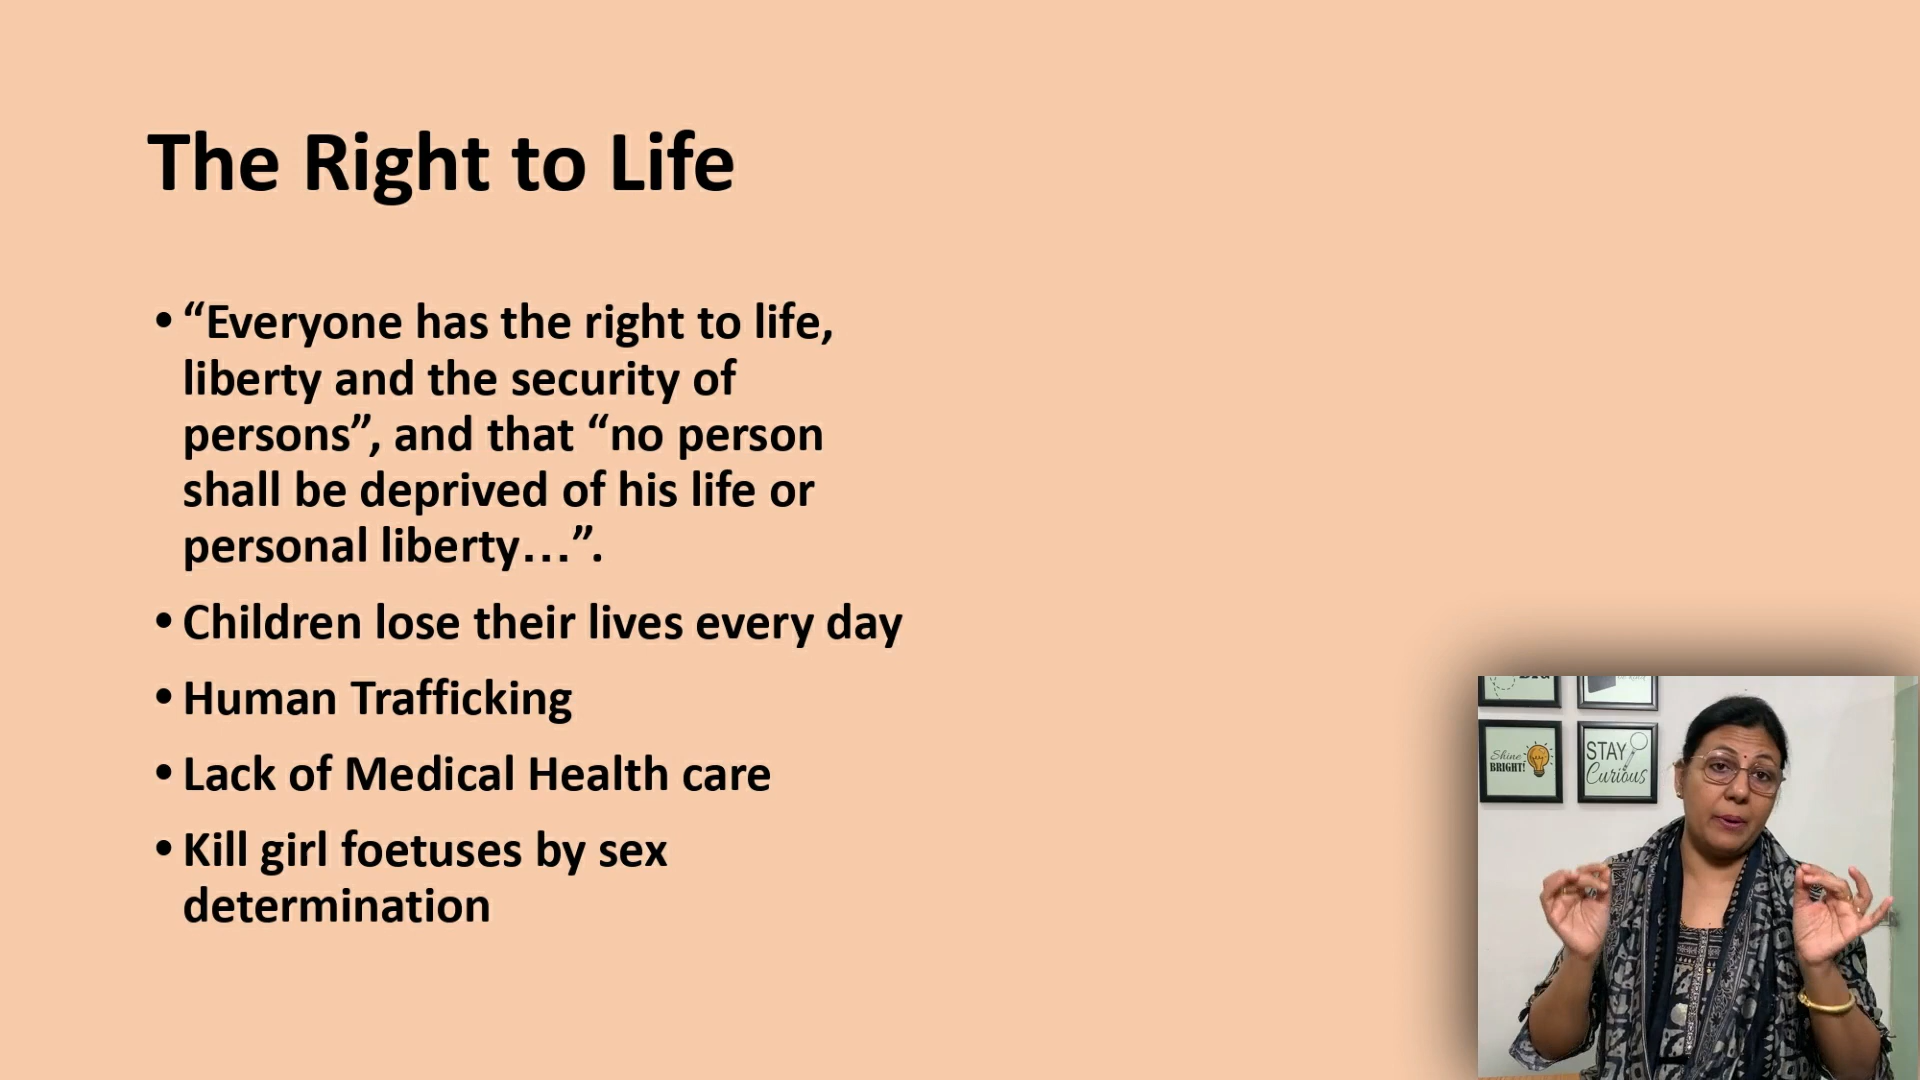 The Right to Life
• “Everyone has the right to life,
liberty and the security of
persons”, and that “no person
shall be deprived of his life or
personal liberty…”.
• Children lose their lives every day
• Human Trafficking
• Lack of Medical Health care
• Kill girl foetuses by sex
determination
Shine
BRIGHT!
STAY
Curious